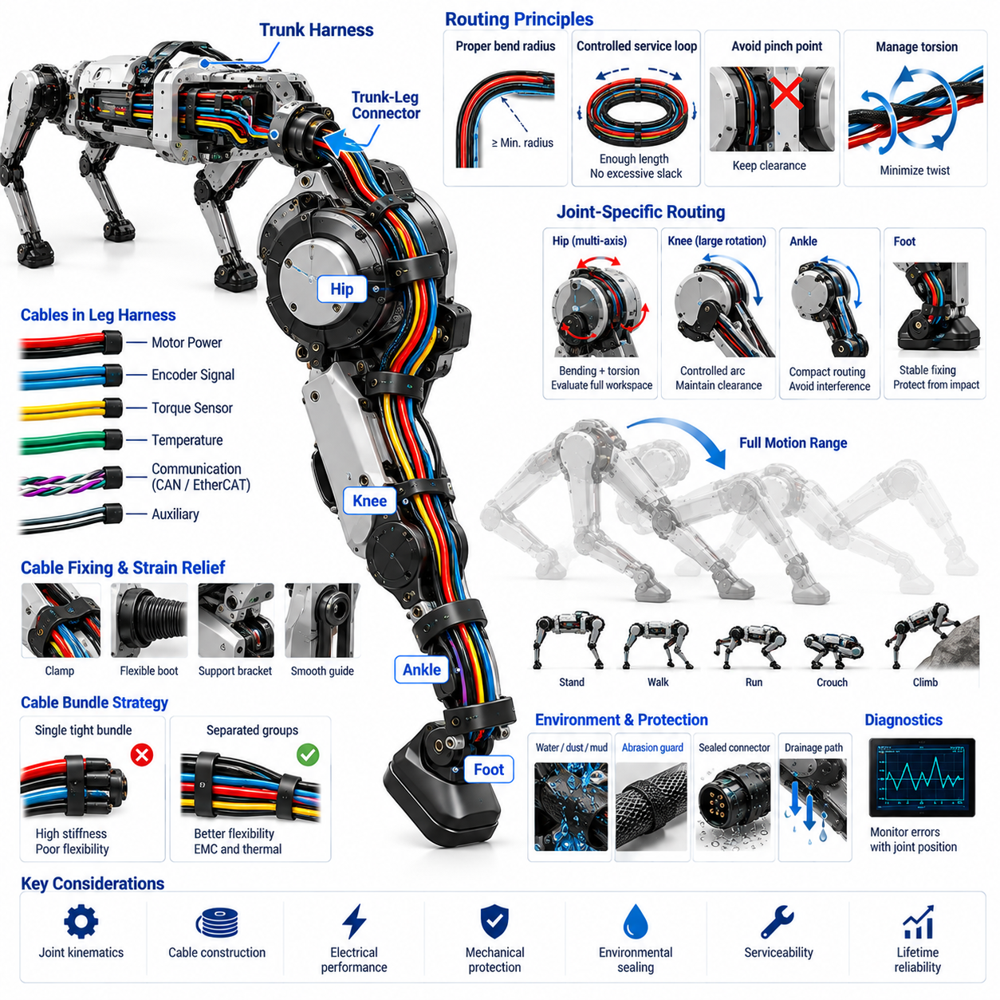 Trunk Harness
Trunk-Leg
Connector
Routing Principles
Proper bend radius
≥ Min. radius
Controlled service loop
Enough length
No excessive slack
Avoid pinch point
Keep clearance
Manage torsion
Minimize twist
Joint-Specific Routing
Hip (multi-axis)
Bending + torsion
Evaluate full workspace
Knee (large rotation)
Controlled arc
Maintain clearance
Ankle
Compact routing
Avoid interference
Foot
Stable fixing
Protect from impact
Hip
Knee
Ankle
Foot
Cables in Leg Harness
Motor Power
Encoder Signal
Torque Sensor
Temperature
Communication
(CAN / EtherCAT)
Auxiliary
Full Motion Range
Stand
Walk
Run
Crouch
Climb
Cable Fixing & Strain Relief
Clamp
Flexible boot
Support bracket
Smooth guide
Cable Bundle Strategy
Single tight bundle
High stiffness
Poor flexibility
Separated groups
Better flexibility
EMC and thermal
Environment & Protection
Water / dust / mud
Abrasion guard
Sealed connector
Drainage path
Diagnostics
Monitor errors
with joint position
Key Considerations
Joint kinematics
Cable construction
Electrical
performance
Mechanical
protection
Environmental
sealing
Serviceability
Lifetime
reliability